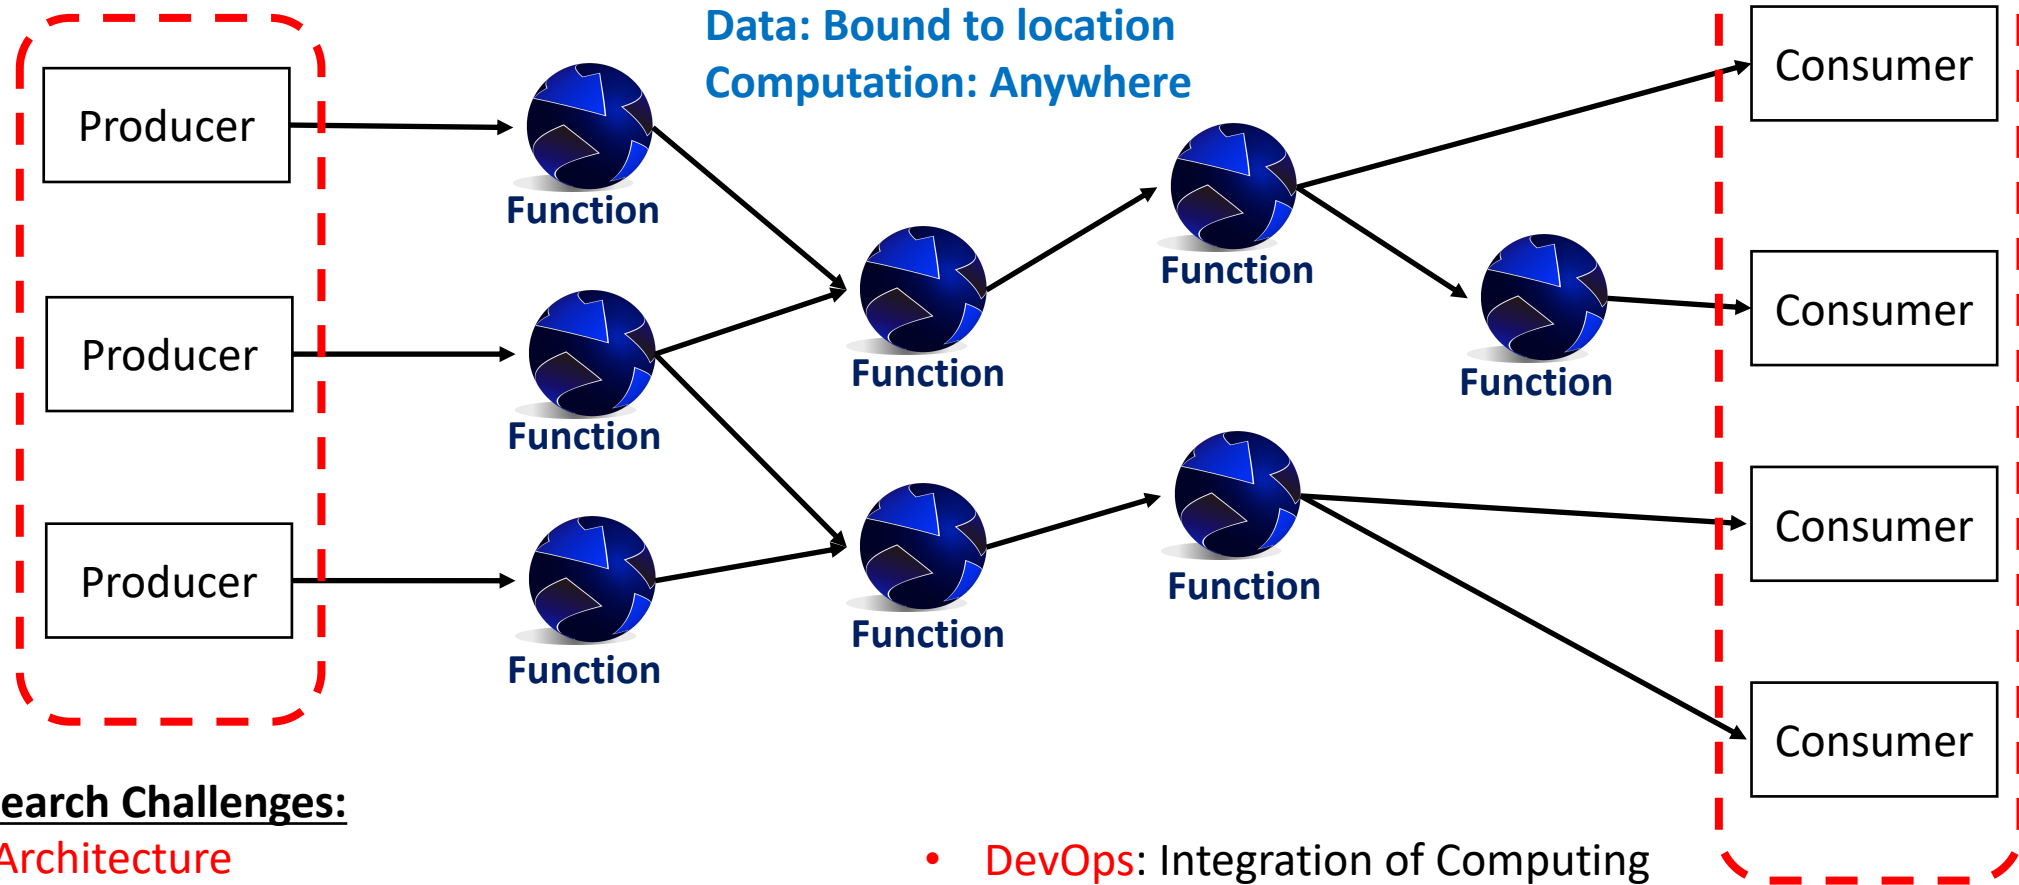 Data: Bound to location
Computation: Anywhere
Consumer
Producer
Function
Function
Function
Consumer
Producer
Function
Function
Function
Consumer
Producer
Function
Function
Function
Consumer
earch Challenges:
Architecture
• DevOps: Integration of Computing